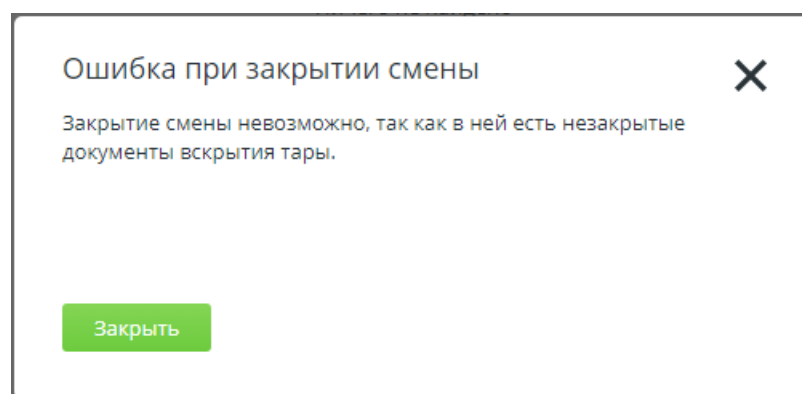 Ошибка при закрытии смены
Закрытие смены невозможно, так как в ней есть незакрытые
документы вскрытия тары.
Закрыть